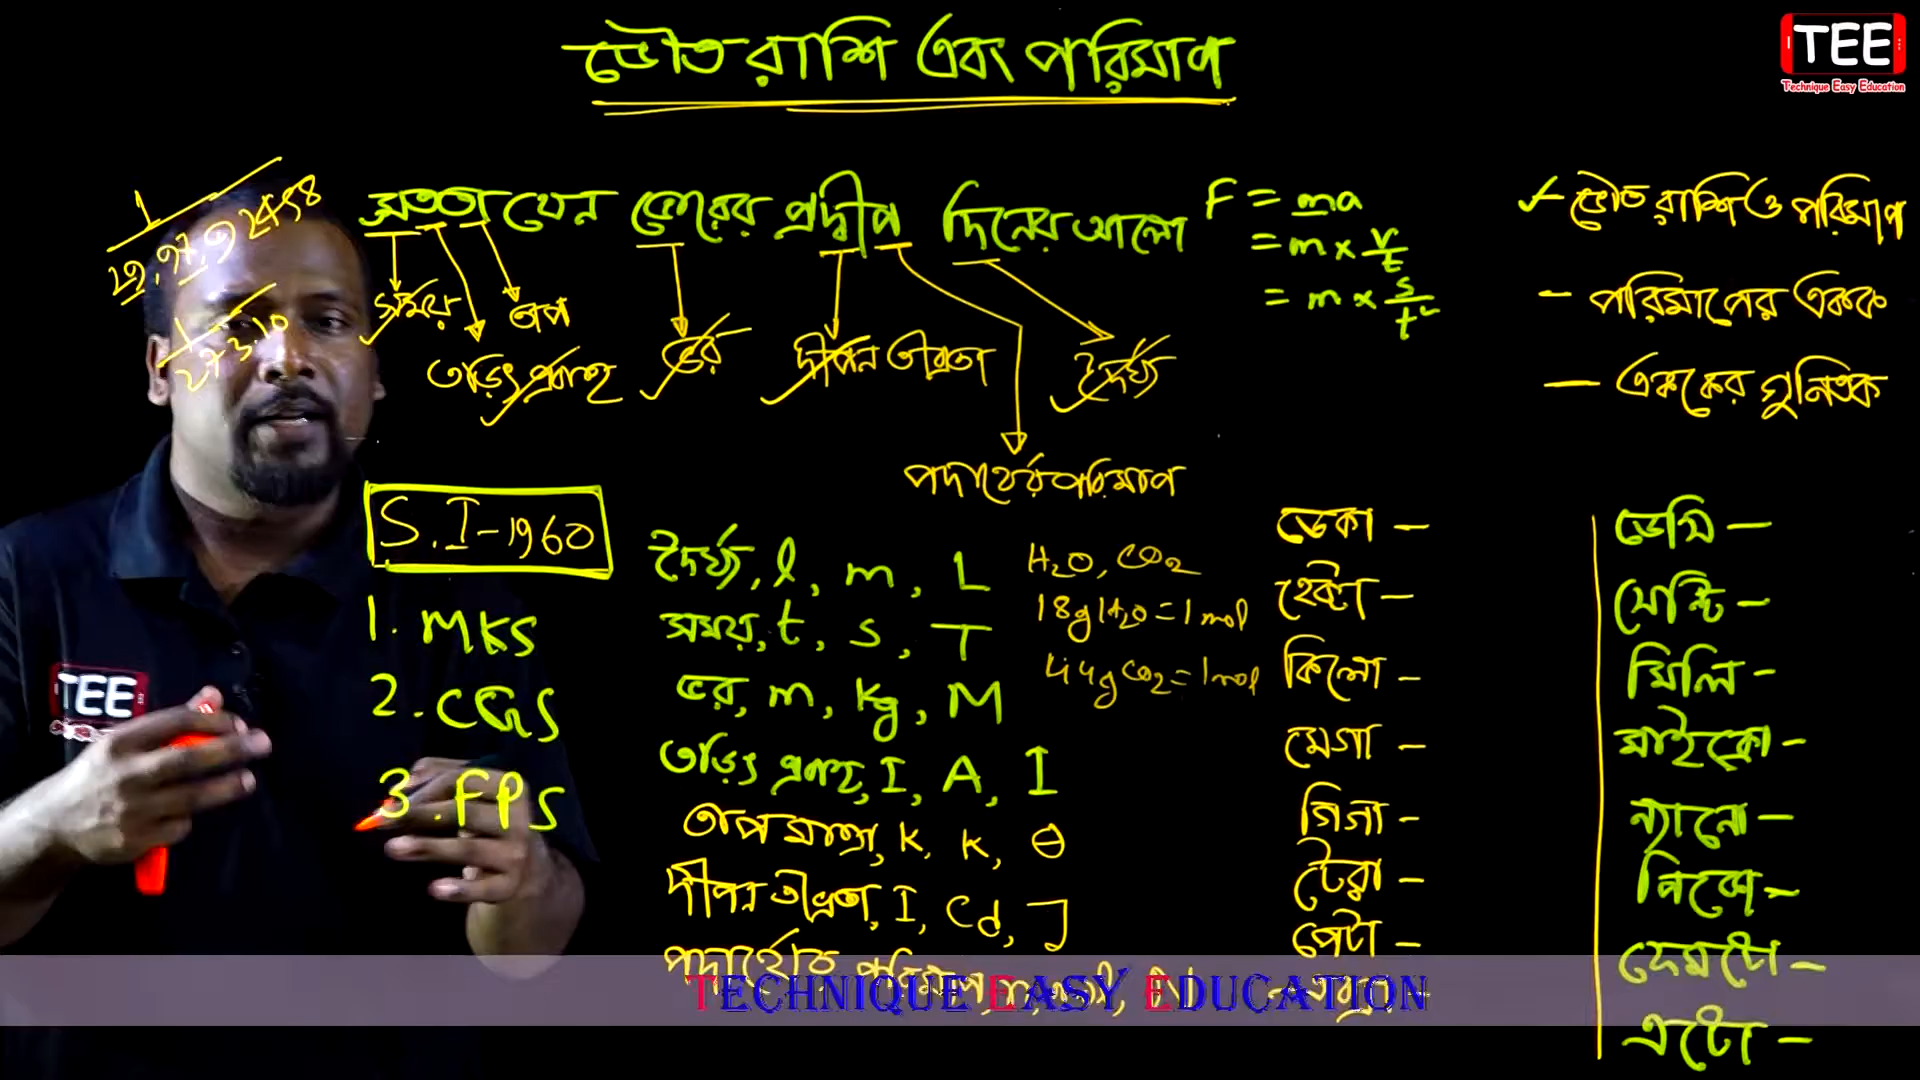 ভৌত রাশি এবং পরিমাপ
TEE
Technique Easy Education
সততা যেন ভোরের প্রদ্বীপ দিনের আলো
সময়
তাপ
তড়িৎ প্রবাহ
ভর
দীপন তীব্রতা
দৈর্ঘ্য
পদার্থের পরিমাপ
F = ma
= m × v/t
= m × s/t²
ভৌত রাশি ও পরিমাপ
- পরিমাপের একক
- এককের গুনিতক
S.I-1960
1. MKS
2. CGS
3. FPS
দৈর্ঘ্য, l, m, L
সময়, t, s, T
ভর, m, kg, M
তড়িৎ প্রবাহ, I, A, I
তাপমাত্রা, K, K, θ
দীপন তীব্রতা, I, Cd, J
H₂O, CO₂
18g H₂O = 1 mol
44g CO₂ = 1 mol
ডেকা -
হেক্টা -
কিলো -
মেগা -
গিগা -
টেরা -
পেটা -
ডেসি -
সেন্টি -
মিলি -
মাইক্রো -
ন্যানো -
পিকো -
ফেমটো -
এটো -
TEE
TECHNIQUE EASY EDUCATION